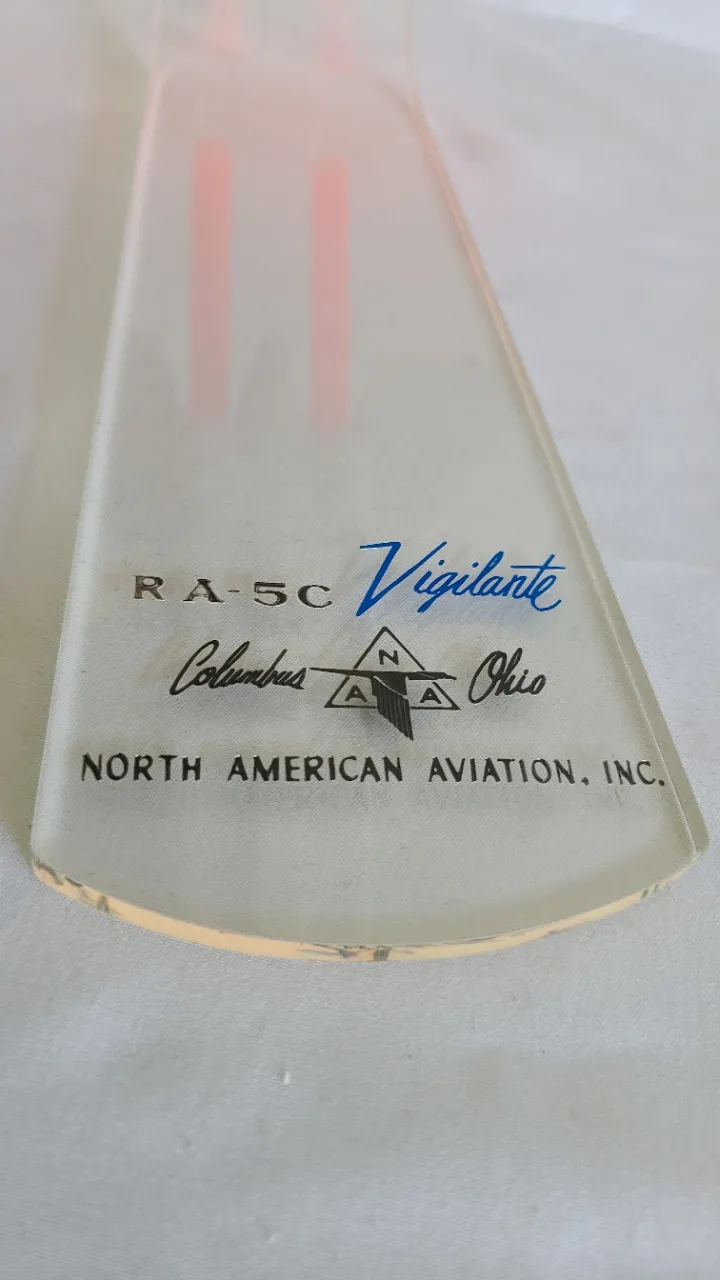 RA-5C Vigilante
Columbus N A A Ohio
NORTH AMERICAN AVIATION, INC.